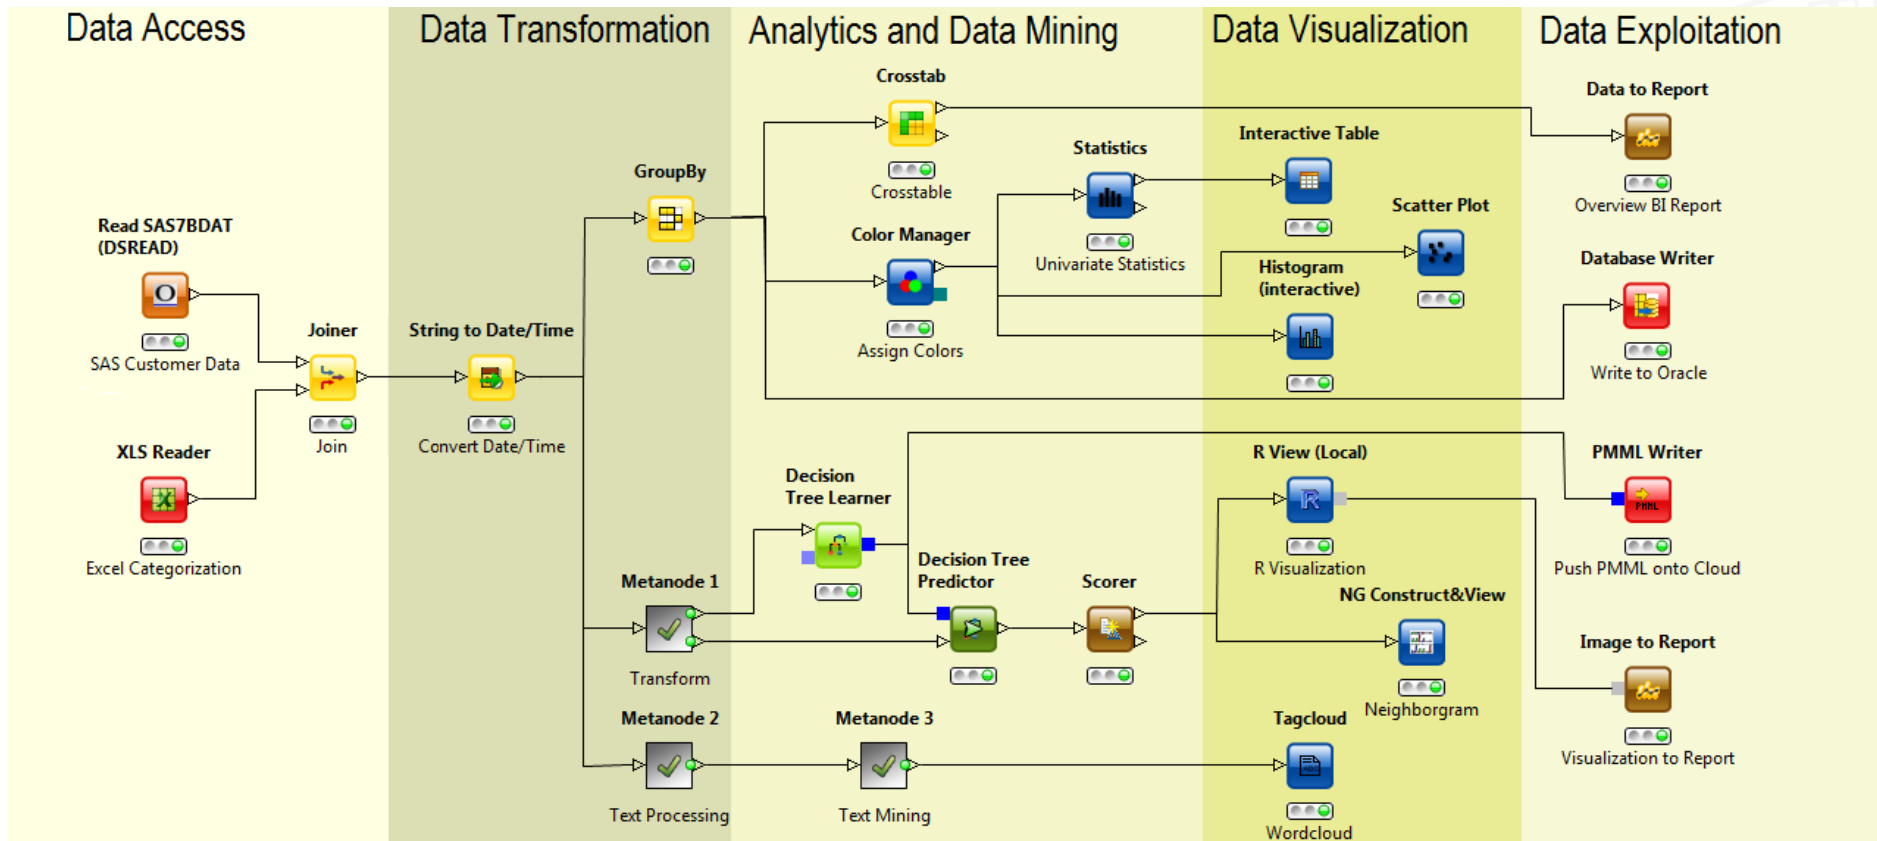 Data Access
Data Transformation
Analytics and Data Mining
Data Visualization
Data Exploitation
Read SAS7BDAT
(DSREAD)
SAS Customer Data
XLS Reader
Excel Categorization
Joiner
Join
String to Date/Time
Convert Date/Time
GroupBy
Metanode 1
Transform
Metanode 2
Text Processing
Crosstab
Crosstable
Color Manager
Assign Colors
Statistics
Univariate Statistics
Decision
Tree Learner
Decision Tree
Predictor
Scorer
Metanode 3
Text Mining
Interactive Table
Scatter Plot
Histogram
(interactive)
R View (Local)
R
R Visualization
NG Construct&View
Neighborgram
Tagcloud
Wordcloud
Data to Report
Overview BI Report
Database Writer
Write to Oracle
PMML Writer
PMML
Push PMML onto Cloud
Image to Report
Visualization to Report